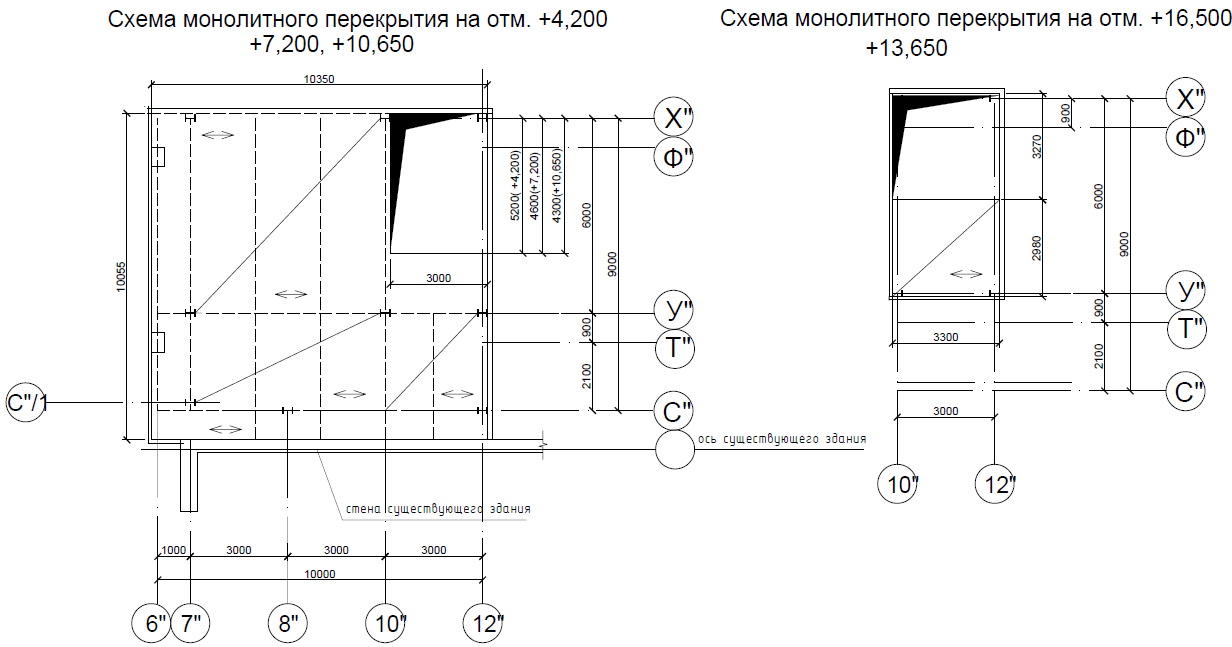 Схема монолитного перекрытия на отм. +4,200
+7,200, +10,650
10350
10055
5200( +4,200)
4600(+7,200)
4300(+10,650)
6000
9000
900
2100
3000
Х"
Ф"
У"
Т"
С"
С"/1
ось существующего здания
стена существующего здания
1000 3000 3000 3000
10000
6" 7" 8" 10" 12"
Схема монолитного перекрытия на отм. +16,500
+13,650
900
3270
2980
6000
9000
900
2100
3300
3000
Х"
Ф"
У"
Т"
С"
10" 12"